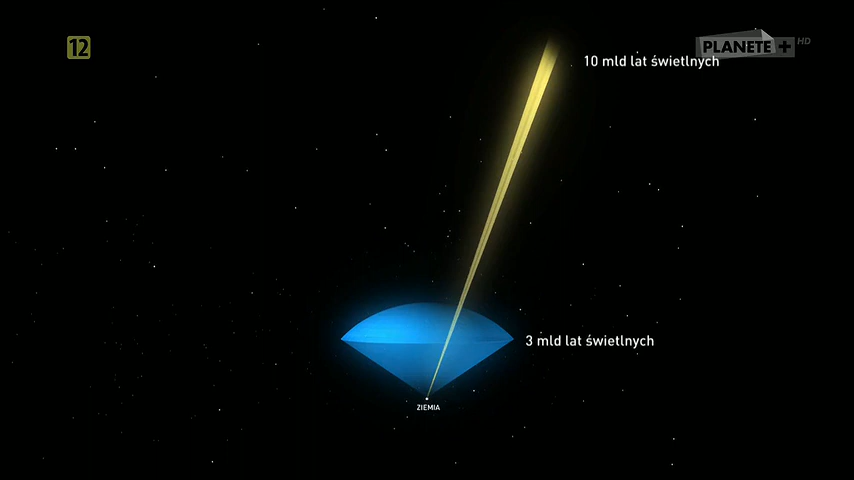 12
PLANETE + HD
10 mld lat świetlnych
3 mld lat świetlnych
ZIEMIA